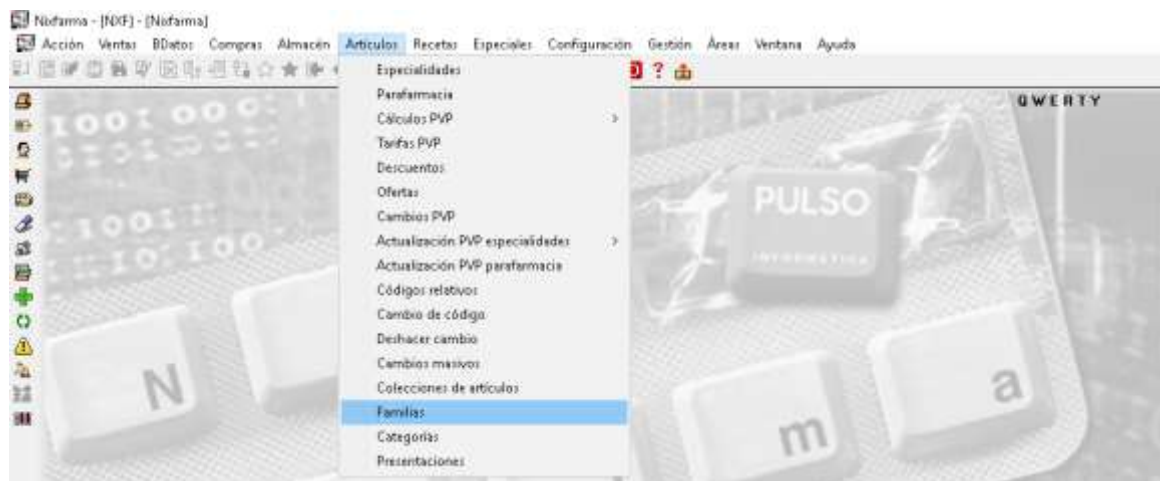 Nixfarma - [NXF] - [Nixfarma]
Acción Ventas BDatos Compras Almacén Artículos Recetas Especiales Configuración Gestión Áreas Ventana Ayuda
QWERTY
Especialidades
Parafarmacia
Cálculos PVP >
Tarifas PVP
Descuentos
Ofertas
Cambios PVP
Actualización PVP especialidades >
Actualización PVP parafarmacia
Códigos relativos
Cambio de código
Deshacer cambio
Cambios masivos
Colecciones de artículos
Familias
Categorías
Presentaciones
PULSO
INFORMATICA
N
m
a